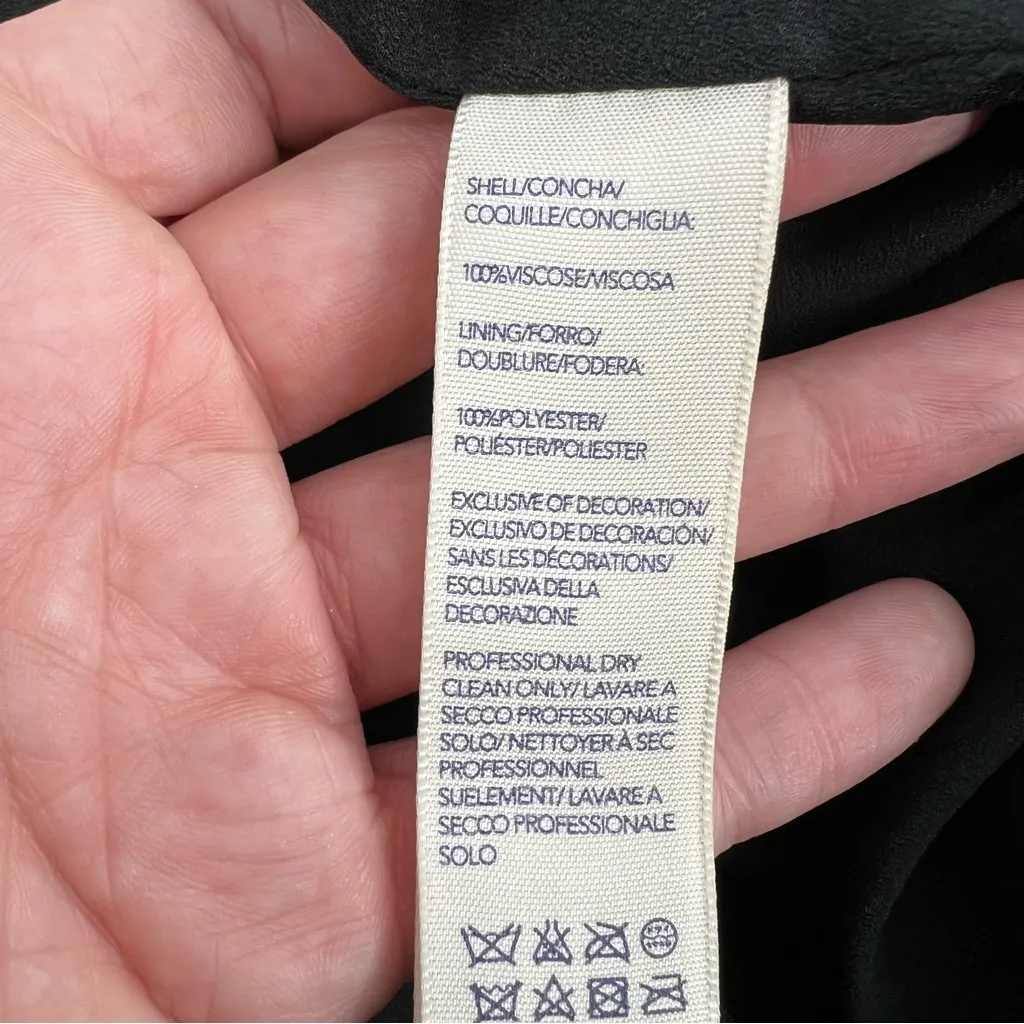 SHELL/CONCHA/
COQUILLE/CONCHIGLIA:
100%VISCOSE/VISCOSA
LINING/FORRO/
DOUBLURE/FODERA:
100%POLYESTER/
POLIÉSTER/POLIESTER
EXCLUSIVE OF DECORATION/
EXCLUSIVO DE DECORACIÓN/
SANS LES DÉCORATIONS/
ESCLUSIVA DELLA
DECORAZIONE
PROFESSIONAL DRY
CLEAN ONLY/ LAVARE A
SECCO PROFESSIONALE
SOLO/ NETTOYER À SEC
PROFESSIONNEL
SUELEMENT/ LAVARE A
SECCO PROFESSIONALE
SOLO